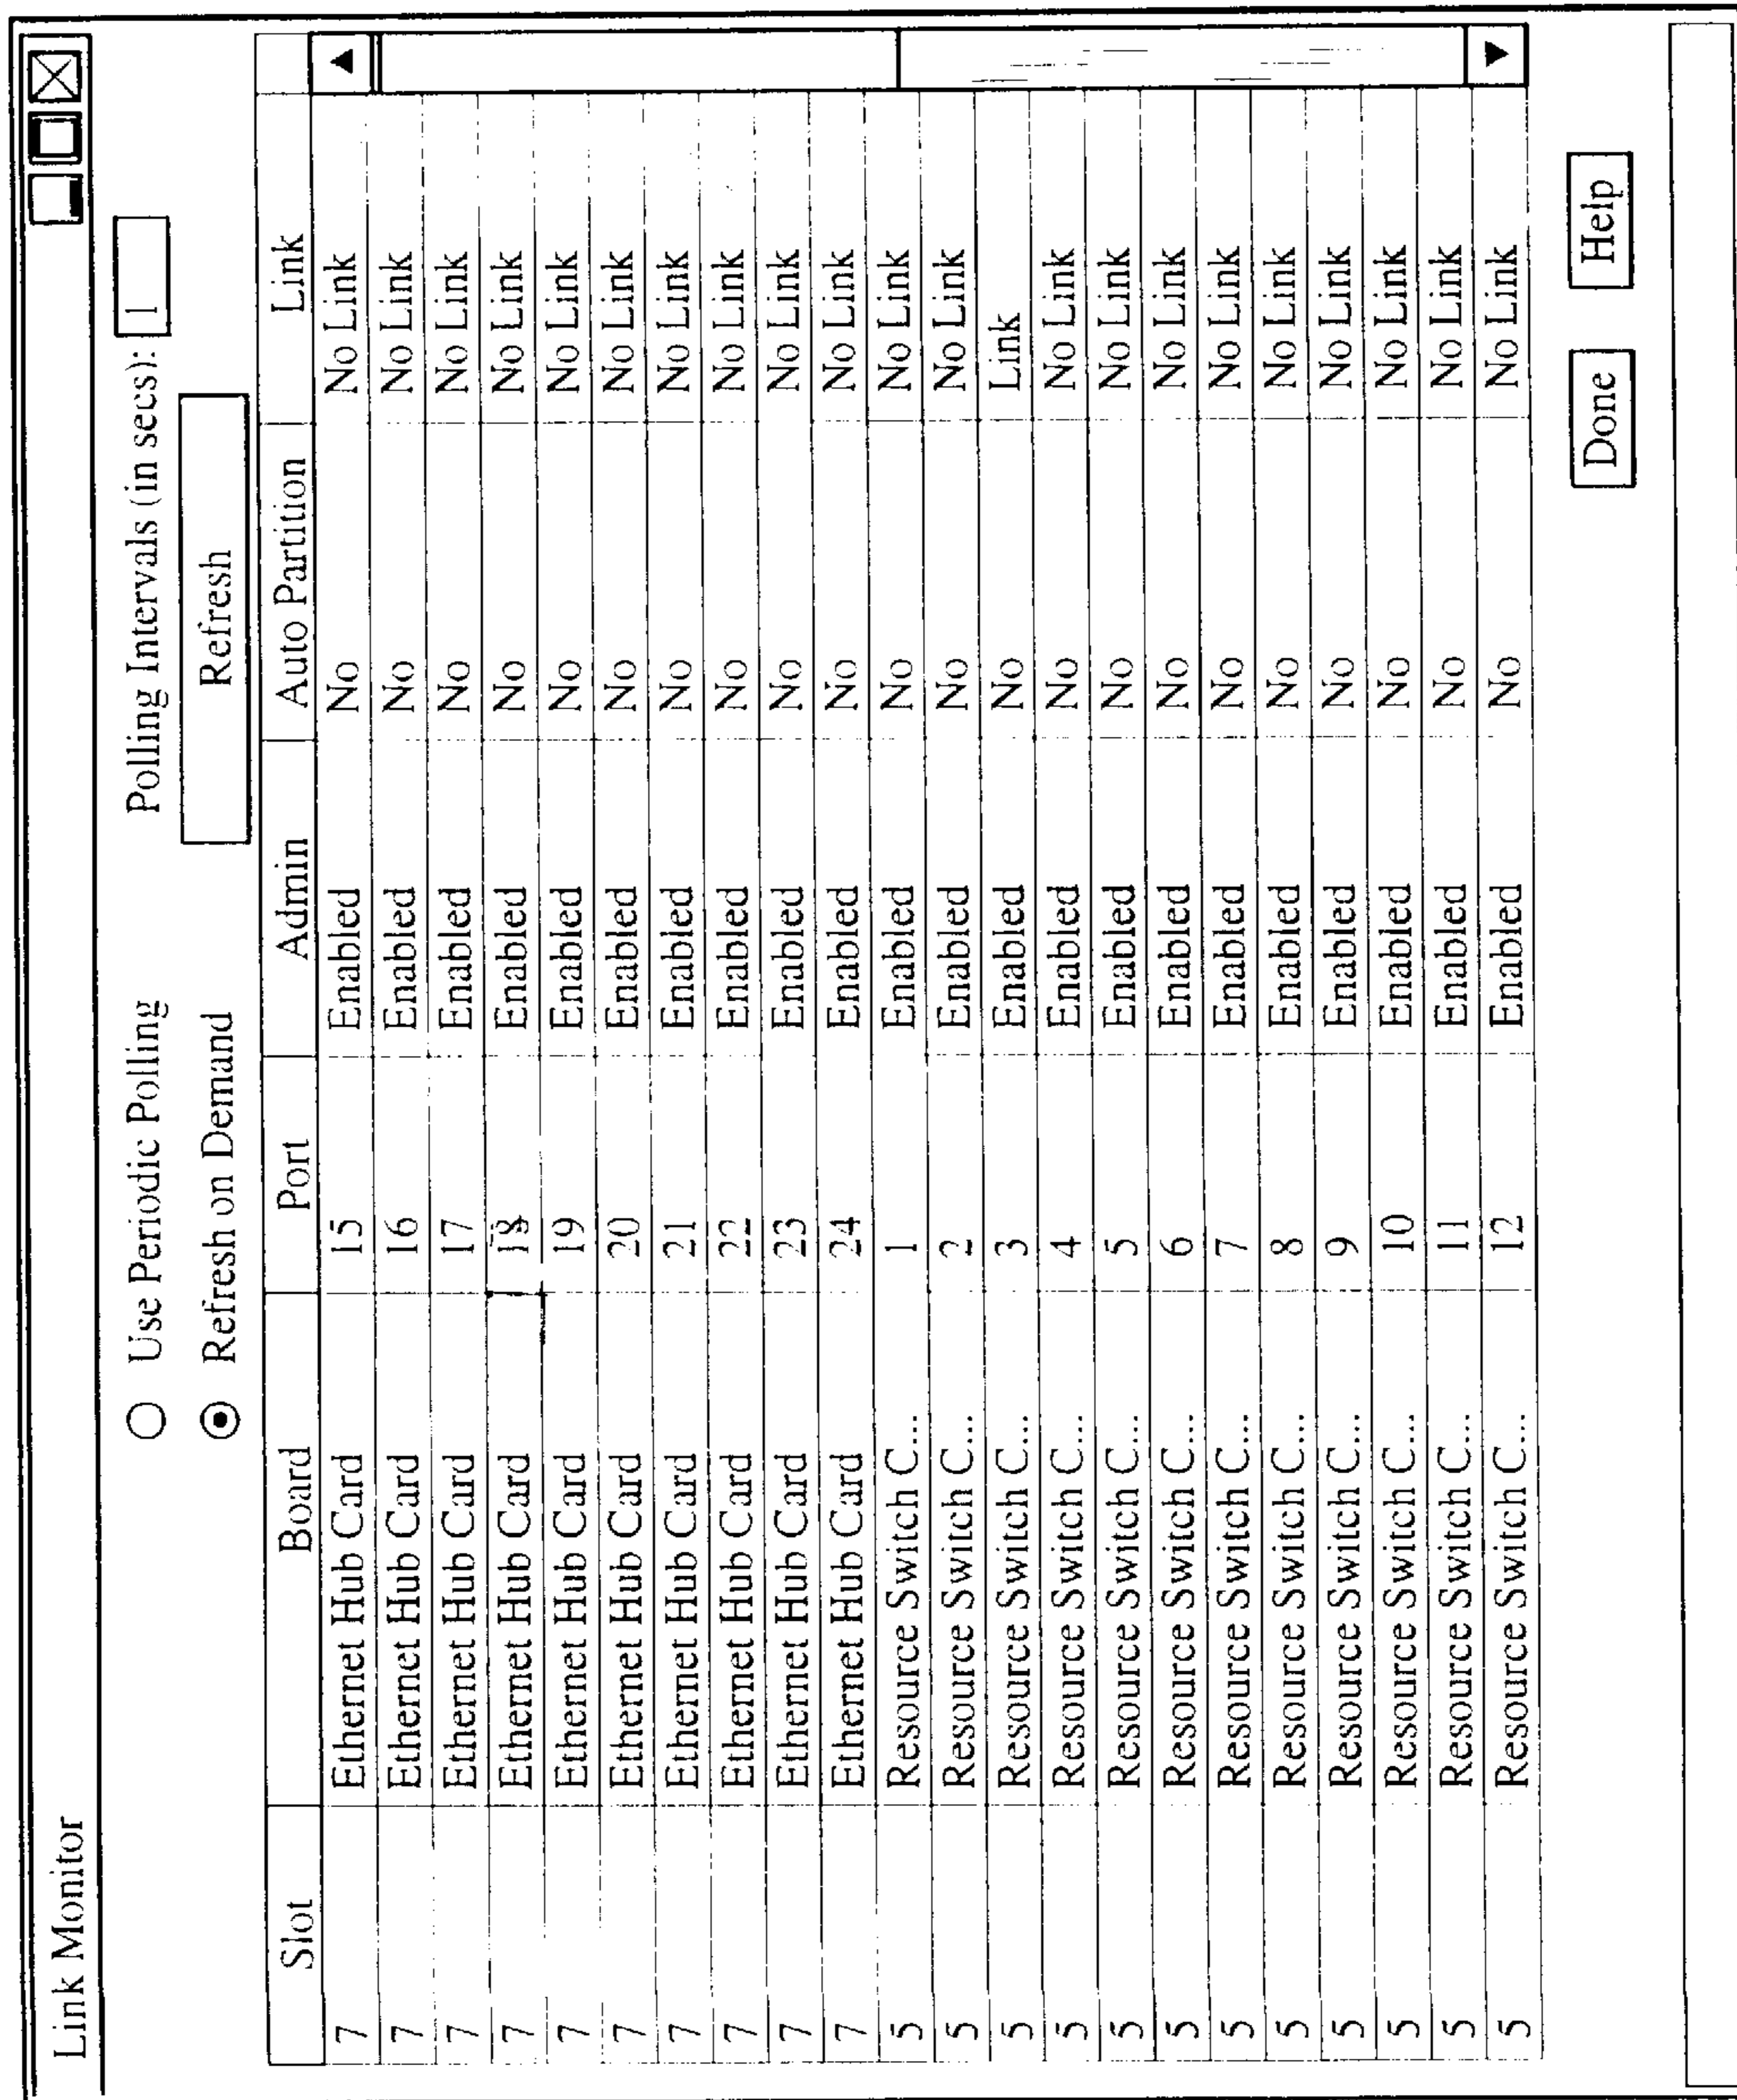 Link Monitor
Use Periodic Polling Polling Intervals (in secs): 1
Refresh on Demand Refresh
Slot Board Port Admin Auto Partition Link
7 Ethernet Hub Card 15 Enabled No No Link
7 Ethernet Hub Card 16 Enabled No No Link
7 Ethernet Hub Card 17 Enabled No No Link
7 Ethernet Hub Card 18 Enabled No No Link
7 Ethernet Hub Card 19 Enabled No No Link
7 Ethernet Hub Card 20 Enabled No No Link
7 Ethernet Hub Card 21 Enabled No No Link
7 Ethernet Hub Card 22 Enabled No No Link
7 Ethernet Hub Card 23 Enabled No No Link
7 Ethernet Hub Card 24 Enabled No No Link
5 Resource Switch C... 1 Enabled No No Link
5 Resource Switch C... 2 Enabled No No Link
5 Resource Switch C... 3 Enabled No Link
5 Resource Switch C... 4 Enabled No No Link
5 Resource Switch C... 5 Enabled No No Link
5 Resource Switch C... 6 Enabled No No Link
5 Resource Switch C... 7 Enabled No No Link
5 Resource Switch C... 8 Enabled No No Link
5 Resource Switch C... 9 Enabled No No Link
5 Resource Switch C... 10 Enabled No No Link
5 Resource Switch C... 11 Enabled No No Link
5 Resource Switch C... 12 Enabled No No Link
Done Help